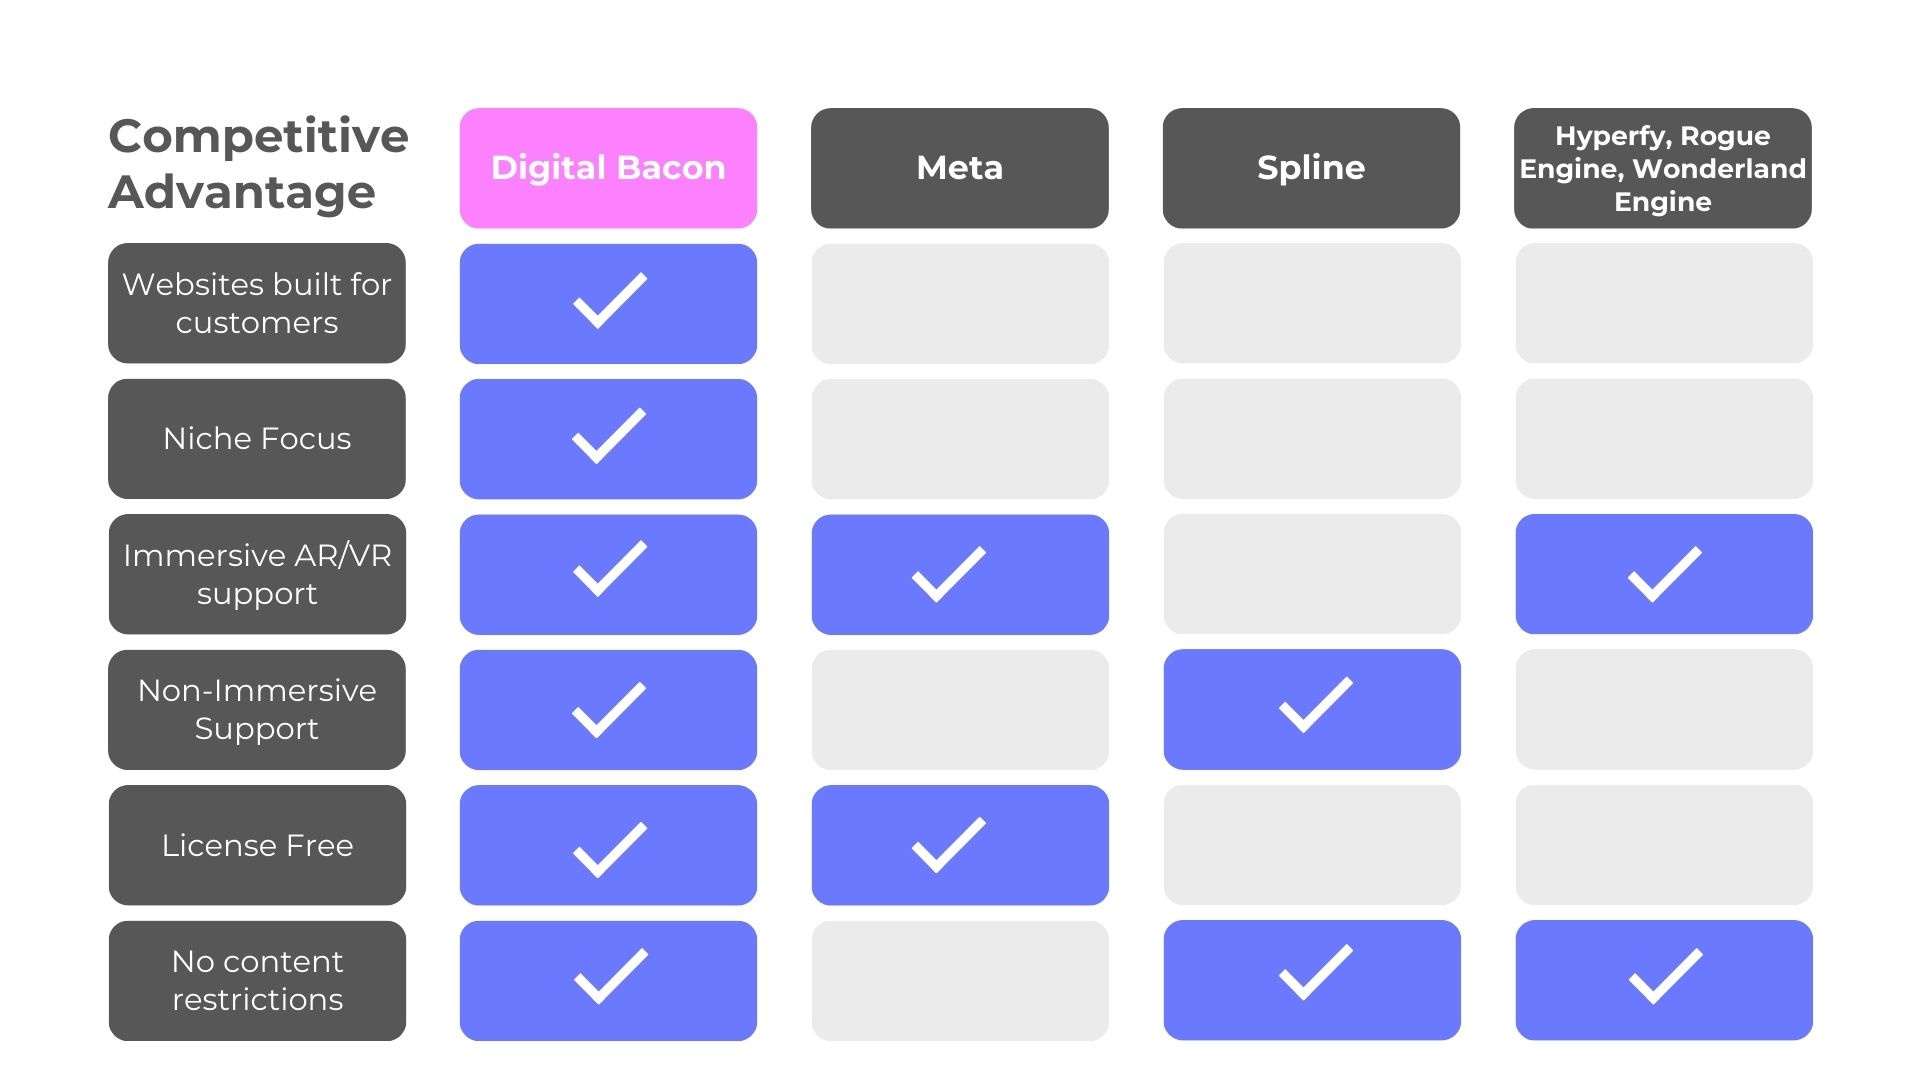 Competitive
Advantage
Digital Bacon
Meta
Spline
Hyperfy, Rogue
Engine, Wonderland
Engine
Websites built for
customers
Niche Focus
Immersive AR/VR
support
Non-Immersive
Support
License Free
No content
restrictions